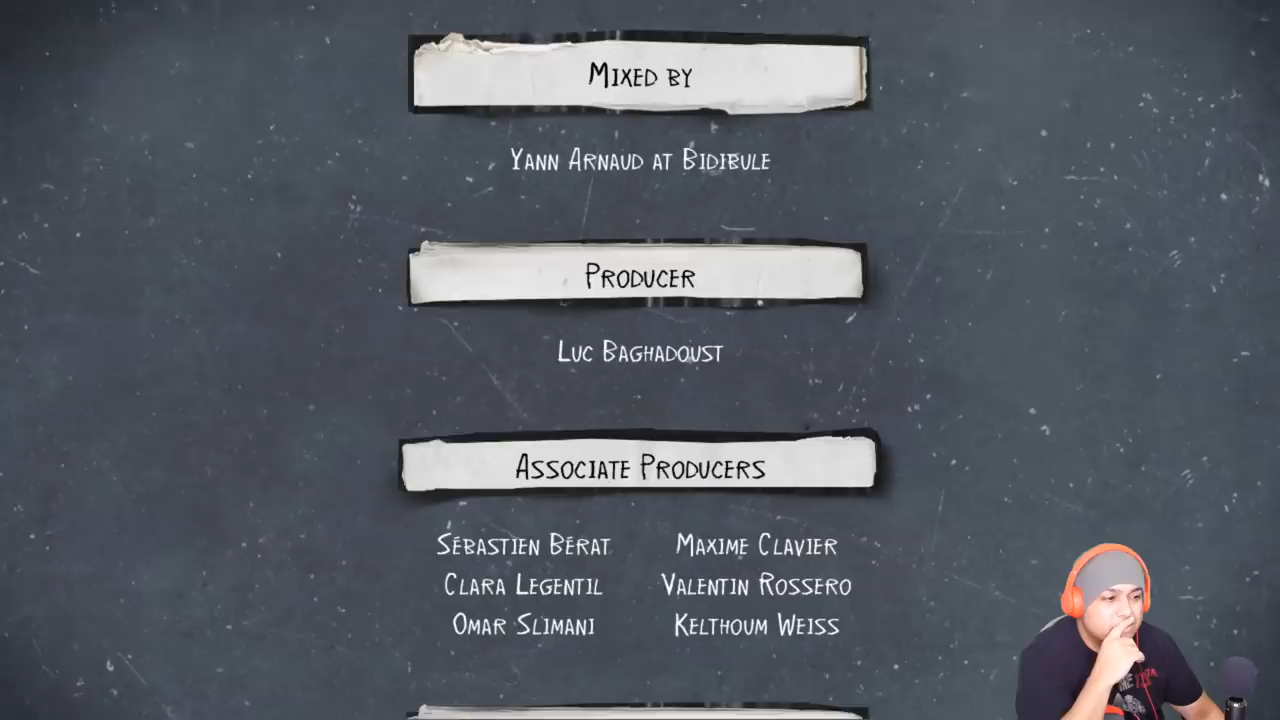 Mixed by
Yann Arnaud at Bidibule
Producer
Luc Baghadoust
Associate Producers
Sébastien Bérat
Maxime Clavier
Clara Legentil
Valentin Rossero
Omar Slimani
Kelthoum Weiss